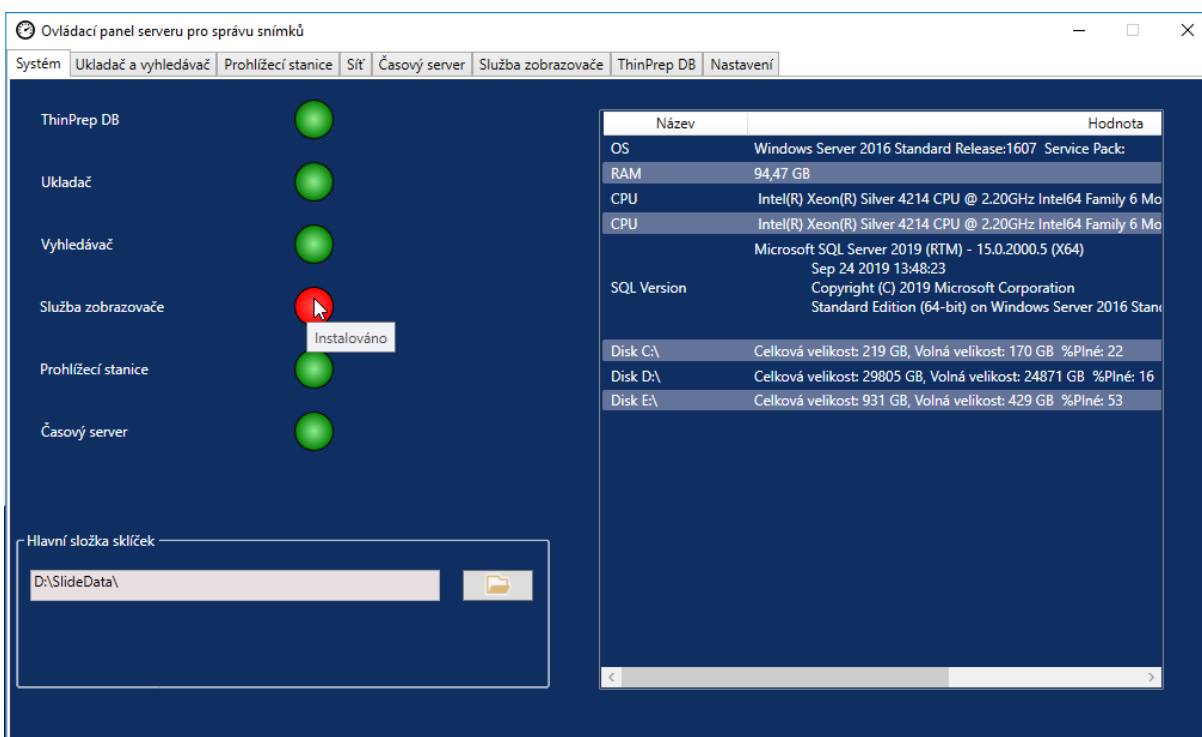 Ovládací panel serveru pro správu snímků
Systém Ukladač a vyhledávač Prohlížecí stanice Síť Časový server Služba zobrazovače ThinPrep DB Nastavení
ThinPrep DB
Ukladač
Vyhledávač
Služba zobrazovače
Instalováno
Prohlížecí stanice
Časový server
Hlavní složka sklíček
D:\SlideData\
Název Hodnota
OS Windows Server 2016 Standard Release:1607 Service Pack:
RAM 94,47 GB
CPU Intel(R) Xeon(R) Silver 4214 CPU @ 2.20GHz Intel64 Family 6 Mo
CPU Intel(R) Xeon(R) Silver 4214 CPU @ 2.20GHz Intel64 Family 6 Mo
Microsoft SQL Server 2019 (RTM) - 15.0.2000.5 (X64)
Sep 24 2019 13:48:23
SQL Version Copyright (C) 2019 Microsoft Corporation
Standard Edition (64-bit) on Windows Server 2016 Stan
Disk C:\ Celková velikost: 219 GB, Volná velikost: 170 GB %Plné: 22
Disk D:\ Celková velikost: 29805 GB, Volná velikost: 24871 GB %Plné: 16
Disk E:\ Celková velikost: 931 GB, Volná velikost: 429 GB %Plné: 53